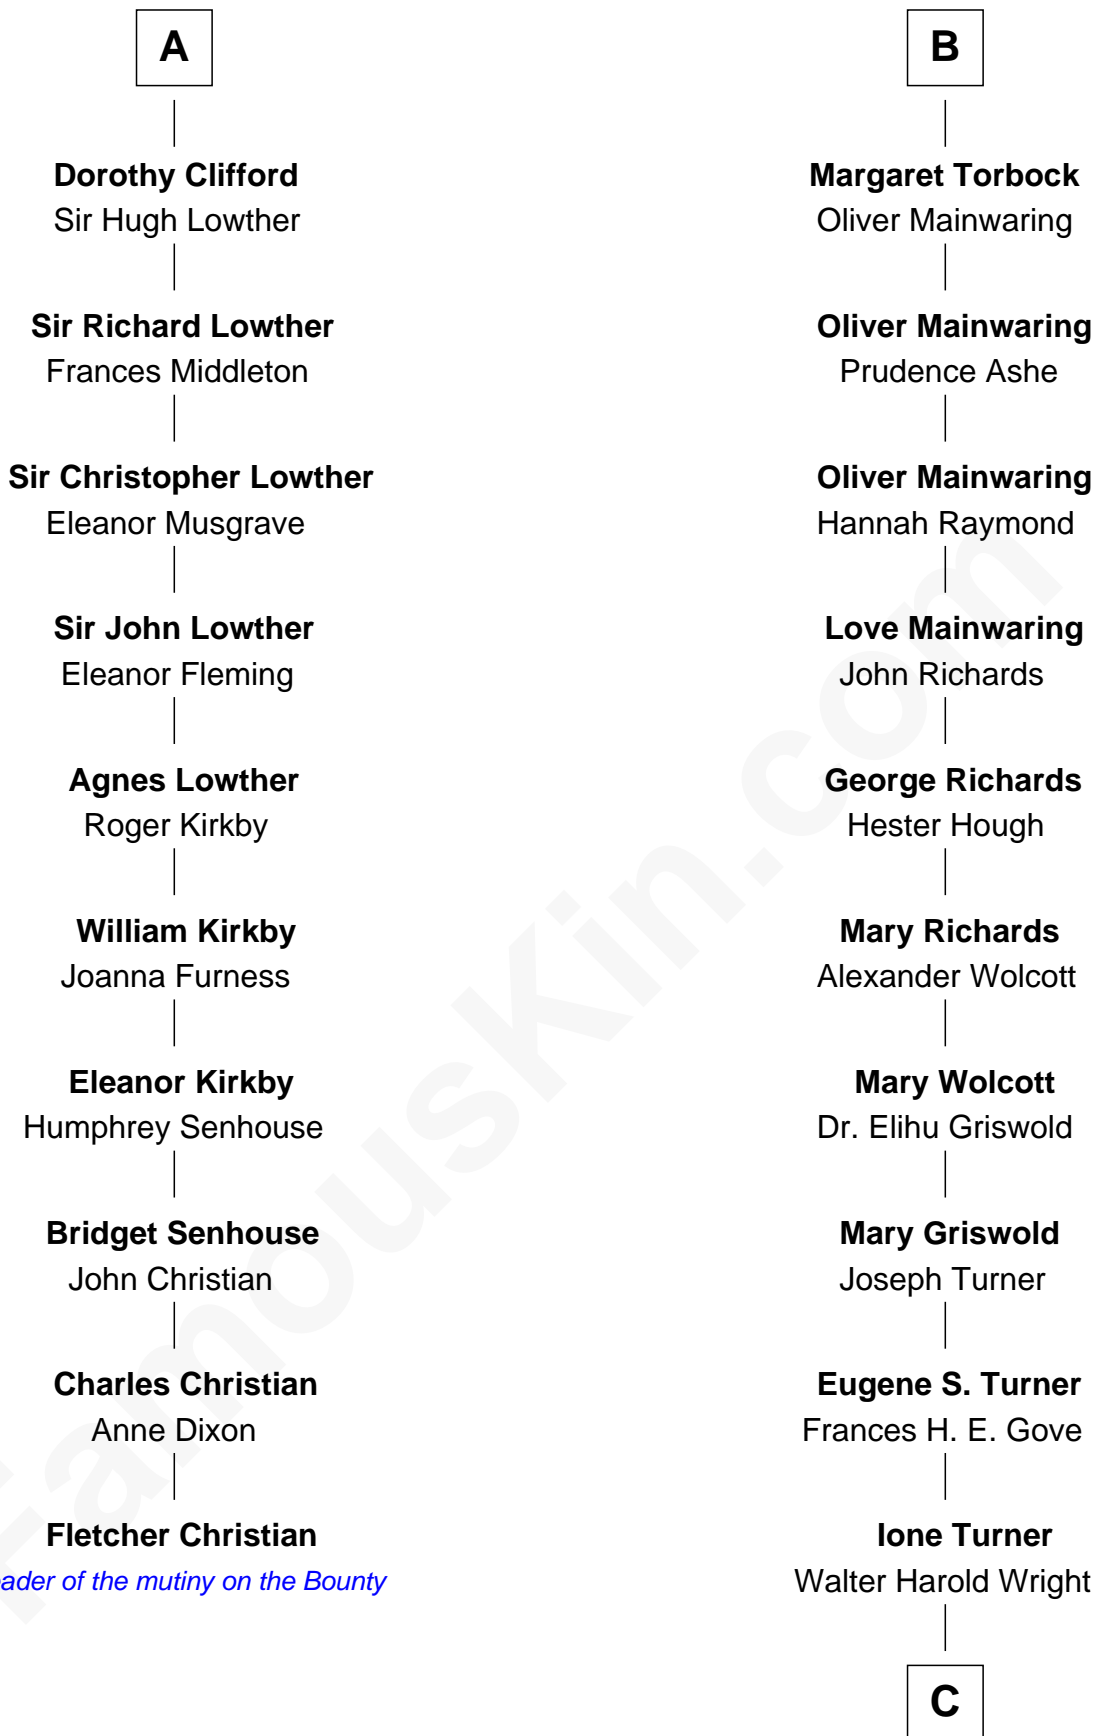 A
Dorothy Clifford
Sir Hugh Lowther
Sir Richard Lowther
Frances Middleton
Sir Christopher Lowther
Eleanor Musgrave
Sir John Lowther
Eleanor Fleming
Agnes Lowther
Roger Kirkby
William Kirkby
Joanna Furness
Eleanor Kirkby
Humphrey Senhouse
Bridget Senhouse
John Christian
Charles Christian
Anne Dixon
Fletcher Christian
of the mutiny on the Bounty
B
Margaret Torbock
Oliver Mainwaring
Oliver Mainwaring
Prudence Ashe
Oliver Mainwaring
Hannah Raymond
Love Mainwaring
John Richards
George Richards
Hester Hough
Mary Richards
Alexander Wolcott
Mary Wolcott
Dr. Elihu Griswold
Mary Griswold
Joseph Turner
Eugene S. Turner
Frances H. E. Gove
Ione Turner
Walter Harold Wright
C
FamousKin.com